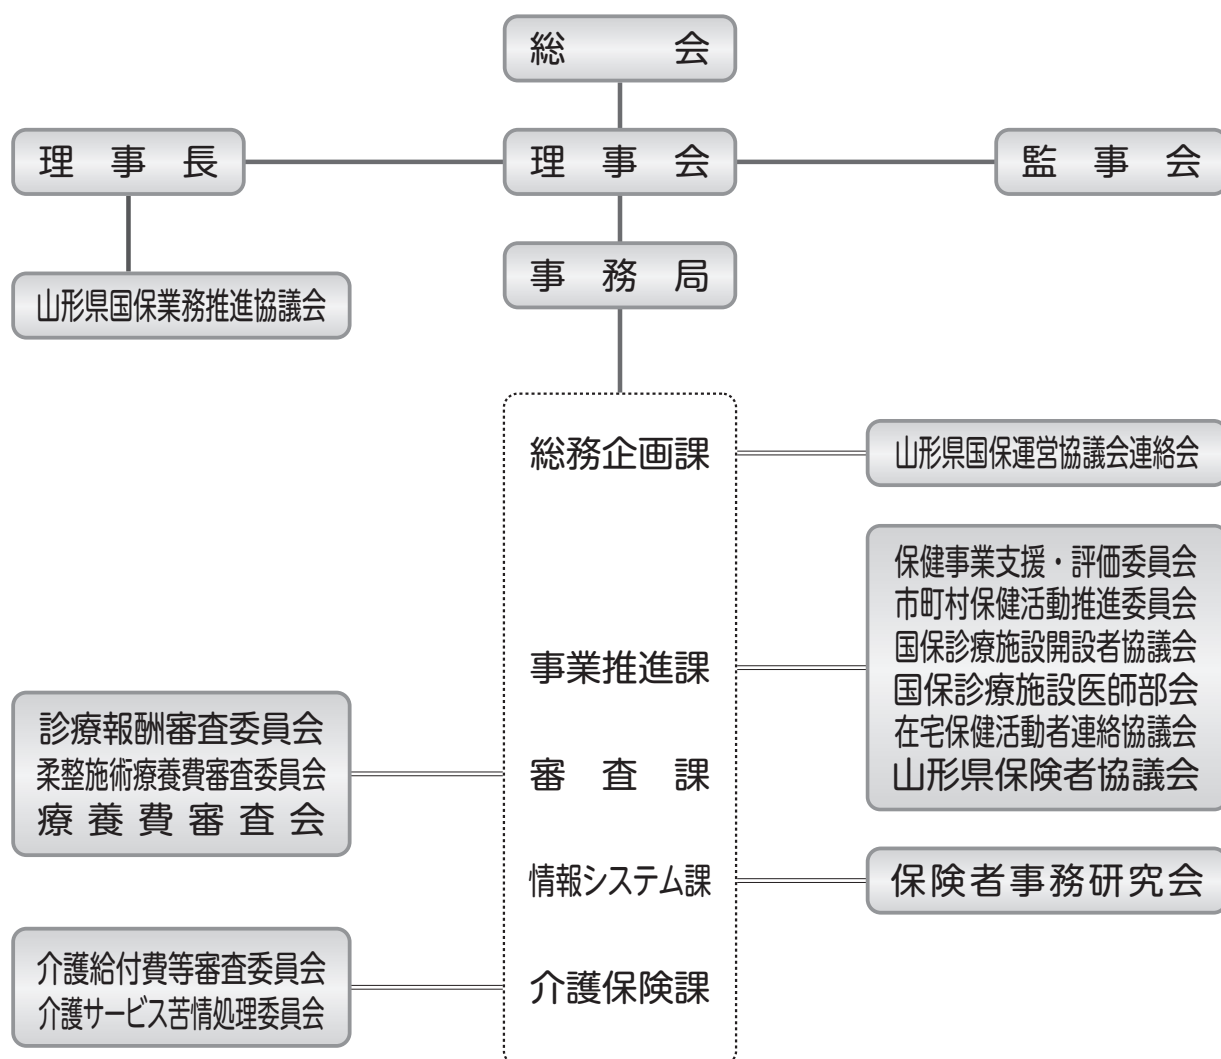 総会
理事長
理事会
監事会
事務局
山形県国保業務推進協議会
総務企画課
山形県国保運営協議会連絡会
保健事業支援・評価委員会
市町村保健活動推進委員会
国保診療施設開設者協議会
国保診療施設医師部会
在宅保健活動者連絡協議会
山形県保険者協議会
事業推進課
診療報酬審査委員会
柔整施術療養費審査委員会
療養費審査会
審査課
情報システム課
保険者事務研究会
介護給付費等審査委員会
介護サービス苦情処理委員会
介護保険課